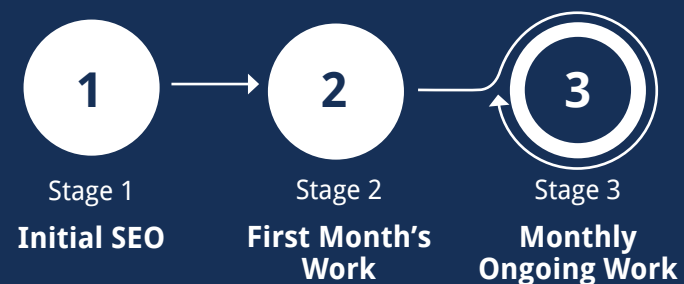 1
2
3
Stage 1
Stage 2
Stage 3
Initial SEO
First Month’s
Work
Monthly
Ongoing Work